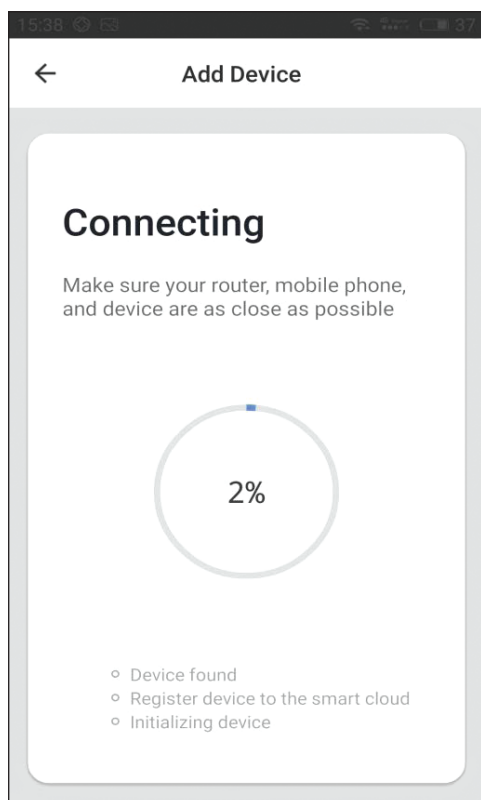 15:38
37
Add Device
Connecting
Make sure your router, mobile phone,
and device are as close as possible
2%
Device found
Register device to the smart cloud
Initializing device